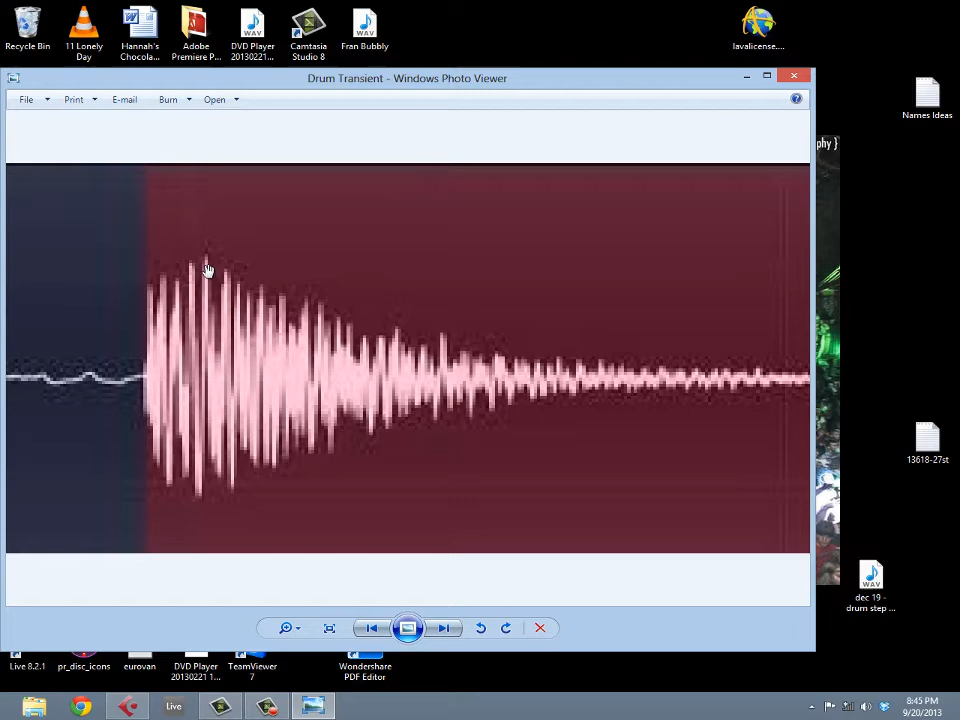 Recycle Bin
11 Lonely
Day
Hannah's
Chocola...
Adobe
Premiere P...
DVD Player
20130221...
Camtasia
Studio 8
Fran Bubbly
lavalicense....
Drum Transient - Windows Photo Viewer
File
Print
E-mail
Burn
Open
Names Ideas
phy }
13618-27st
dec 19 -
drum step ...
Live 8.2.1
pr_disc_icons
eurovan
DVD Player
20130221 1...
TeamViewer
7
Wondershare
PDF Editor
Live
8:45 PM
9/20/2013